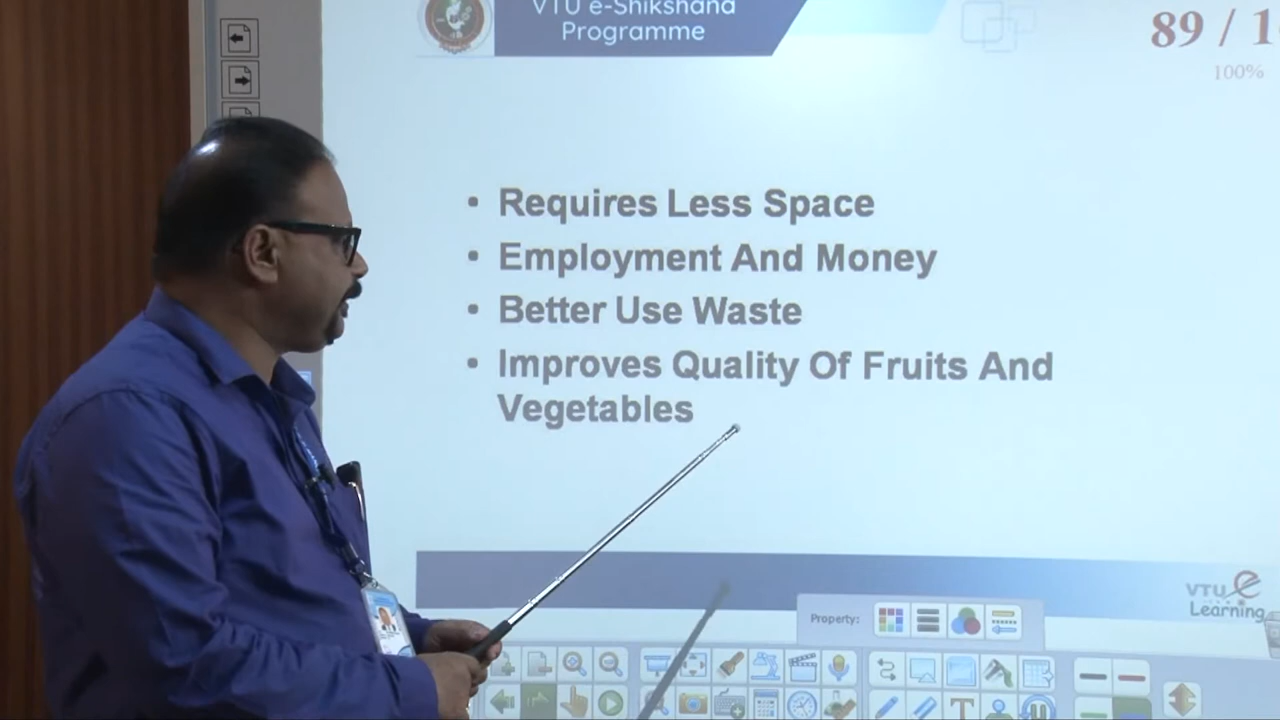 VTU e-Shikshana
Programme
89 / 1
100%
• Requires Less Space
• Employment And Money
• Better Use Waste
• Improves Quality Of Fruits And
Vegetables
VTU e
Learning
Property: